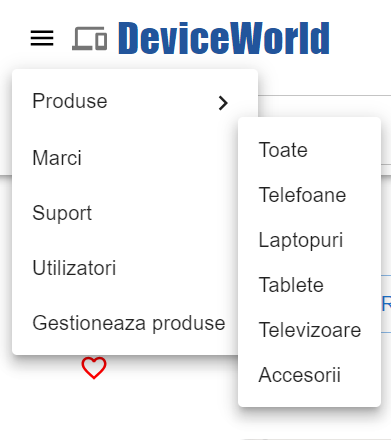 DeviceWorld
Produse
Marci
Suport
Utilizatori
Gestioneaza produse
Toate
Telefoane
Laptopuri
Tablete
Televizoare
Accesorii